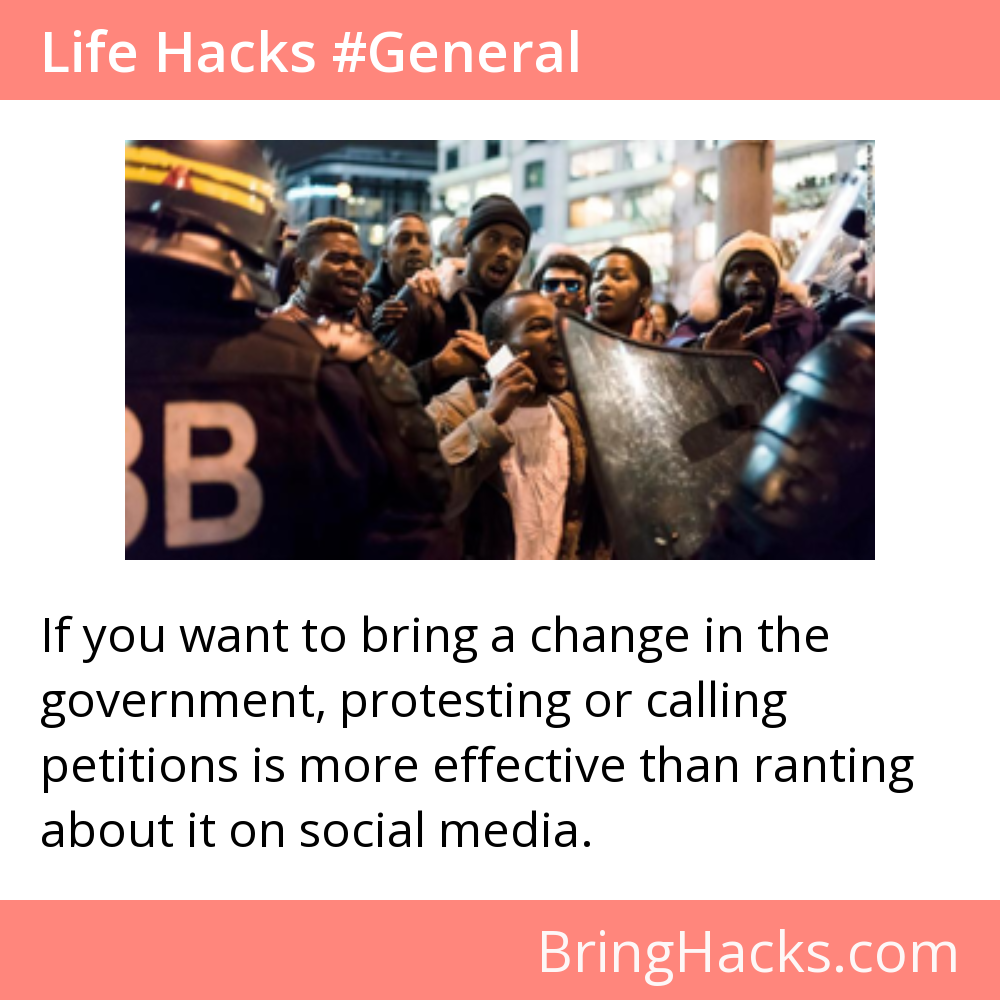 Life Hacks #General
BB
If you want to bring a change in the
government, protesting or calling
petitions is more effective than ranting
about it on social media.
BringHacks.com